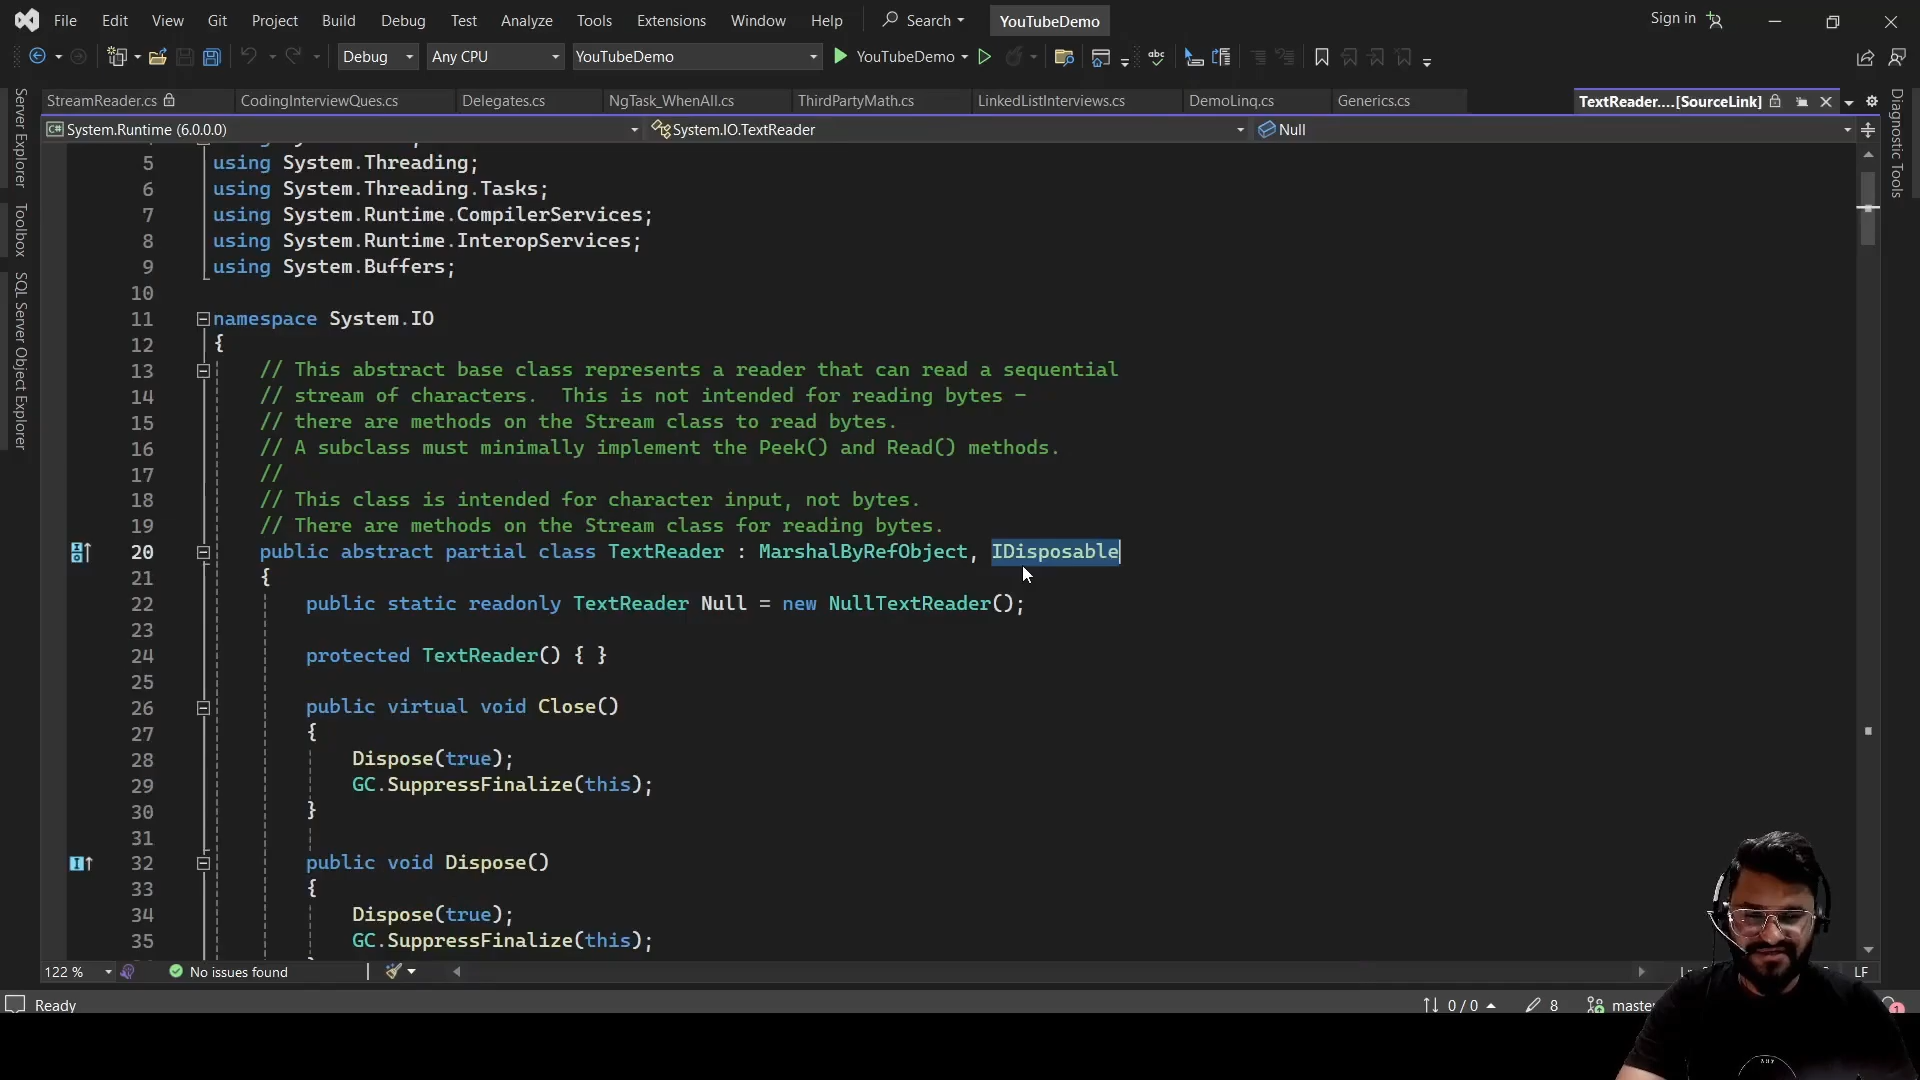 File Edit View Git Project Build Debug Test Analyze Tools Extensions Window Help Search YouTubeDemo Sign in
Debug Any CPU YouTubeDemo YouTubeDemo
StreamReader.cs CodingInterviewQues.cs Delegates.cs NgTask_WhenAll.cs ThirdPartyMath.cs LinkedListInterviews.cs DemoLinq.cs Generics.cs TextReader....[SourceLink]
C# System.Runtime (6.0.0.0) System.IO.TextReader Null
Server Explorer
Toolbox
SQL Server Object Explorer
Diagnostic Tools
5 using System.Threading;
6 using System.Threading.Tasks;
7 using System.Runtime.CompilerServices;
8 using System.Runtime.InteropServices;
9 using System.Buffers;
10
11 namespace System.IO
12 {
13 // This abstract base class represents a reader that can read a sequential
14 // stream of characters.  This is not intended for reading bytes -
15 // there are methods on the Stream class to read bytes.
16 // A subclass must minimally implement the Peek() and Read() methods.
17 //
18 // This class is intended for character input, not bytes.
19 // There are methods on the Stream class for reading bytes.
20 public abstract partial class TextReader : MarshalByRefObject, IDisposable
21 {
22 public static readonly TextReader Null = new NullTextReader();
23
24 protected TextReader() { }
25
26 public virtual void Close()
27 {
28 Dispose(true);
29 GC.SuppressFinalize(this);
30 }
31
32 public void Dispose()
33 {
34 Dispose(true);
35 GC.SuppressFinalize(this);
122 % No issues found LF
Ready 0 / 0 8 master 1